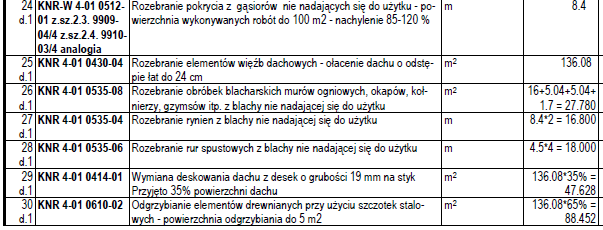 24 KNR-W 4-01 0512- Rozebranie pokrycia z gąsiorów nie nadających się do użytku - po- m 8.4
d.1 01 z.sz.2.3. 9909- wierzchnia wykonywanych robót do 100 m2 - nachylenie 85-120 %
04/4 z.sz.2.4. 9910-
03/4 analogia
25 KNR 4-01 0430-04 Rozebranie elementów więźb dachowych - ołacenie dachu o odstę- m² 136.08
d.1 pie łat do 24 cm
26 KNR 4-01 0535-08 Rozebranie obróbek blacharskich murów ogniowych, okapów, koł- m² 16+5.04+5.04+
d.1 nierzy, gzymsów itp. z blachy nie nadającej się do użytku 1.7 = 27.780
27 KNR 4-01 0535-04 Rozebranie rynien z blachy nie nadającej się do użytku m 8.4*2 = 16.800
d.1
28 KNR 4-01 0535-06 Rozebranie rur spustowych z blachy nie nadającej się do użytku m 4.5*4 = 18.000
d.1
29 KNR 4-01 0414-01 Wymiana deskowania dachu z desek o grubości 19 mm na styk m² 136.08*35% =
d.1 Przyjęto 35% powierzchni dachu 47.628
30 KNR 4-01 0610-02 Odgrzybianie elementów drewnianych przy użyciu szczotek stalo- m² 136.08*65% =
d.1 wych - powierzchnia odgrzybiania do 5 m2 88.452